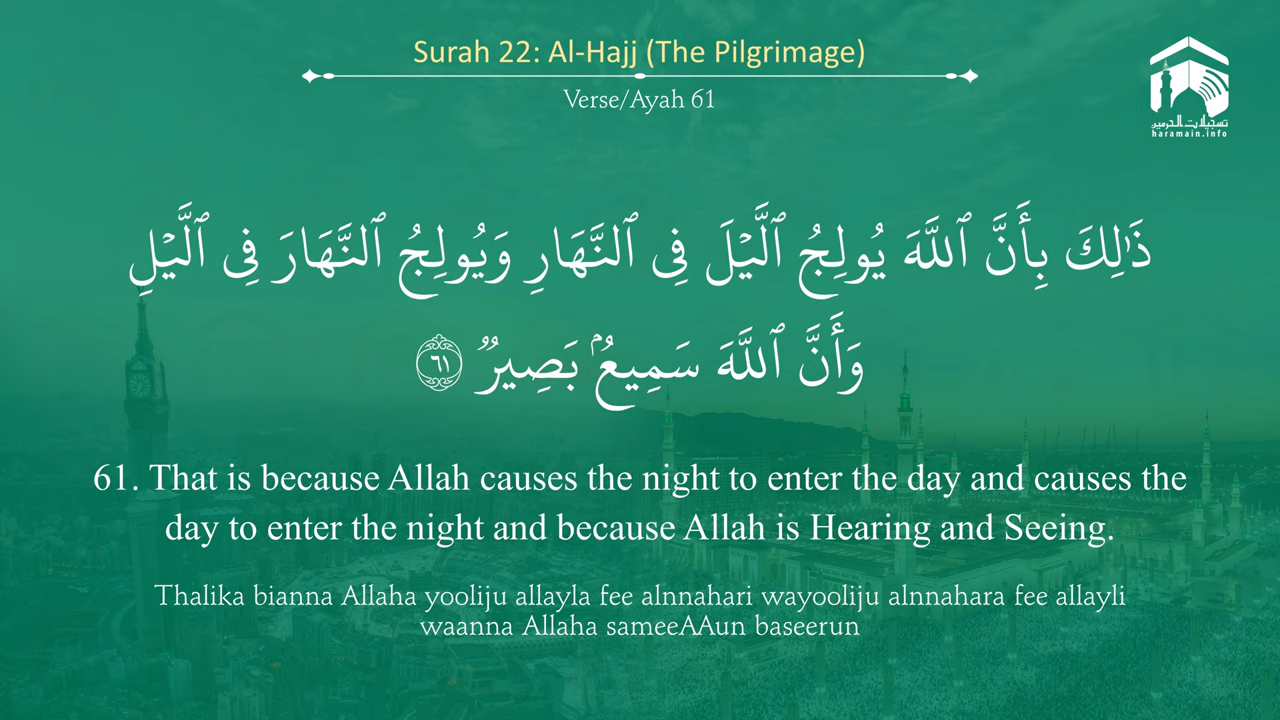 Surah 22: Al-Hajj (The Pilgrimage)
Verse/Ayah 61
تسجيلات الحرمين
haramain.info
ذَٰلِكَ بِأَنَّ ٱللَّهَ يُولِجُ ٱلَّيْلَ فِى ٱلنَّهَارِ وَيُولِجُ ٱلنَّهَارَ فِى ٱلَّيْلِ
وَأَنَّ ٱللَّهَ سَمِيعٌۢ بَصِيرٌ ٦١
61. That is because Allah causes the night to enter the day and causes the
day to enter the night and because Allah is Hearing and Seeing.
Thalika bianna Allaha yooliju allayla fee alnnahari wayooliju alnnahara fee allayli
waanna Allaha sameeAAun baseerun